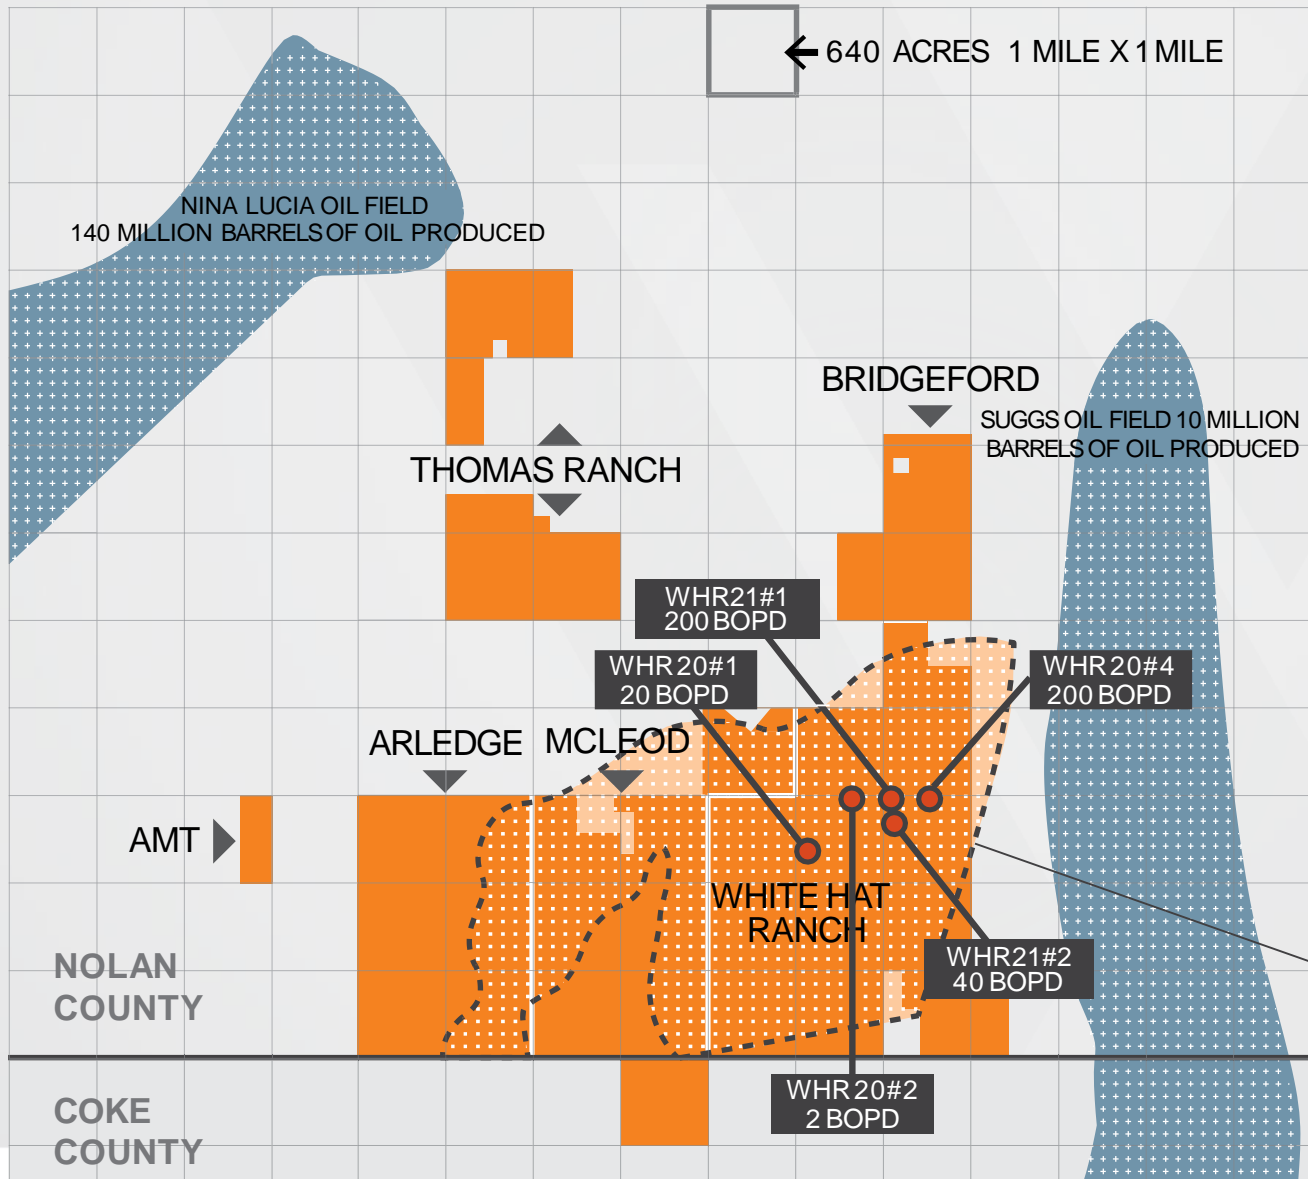 640 ACRES 1 MILE X 1 MILE
NINA LUCIA OIL FIELD
140 MILLION BARRELS OF OIL PRODUCED
BRIDGEFORD
SUGGS OIL FIELD 10 MILLION
BARRELS OF OIL PRODUCED
THOMAS RANCH
WHR21#1
200 BOPD
WHR20#1
20 BOPD
WHR20#4
200 BOPD
ARLEDGE
MCLEOD
AMT
WHITE HAT
RANCH
WHR21#2
40 BOPD
NOLAN
COUNTY
WHR20#2
2 BOPD
COKE
COUNTY